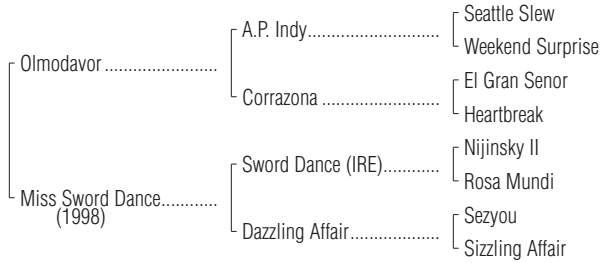 Seattle Slew
A.P. Indy
Weekend Surprise
Olmodavor
El Gran Senor
Corrazona
Heartbreak
Nijinsky II
Sword Dance (IRE)
Rosa Mundi
Miss Sword Dance
(1998)
Sezyou
Dazzling Affair
Sizzling Affair